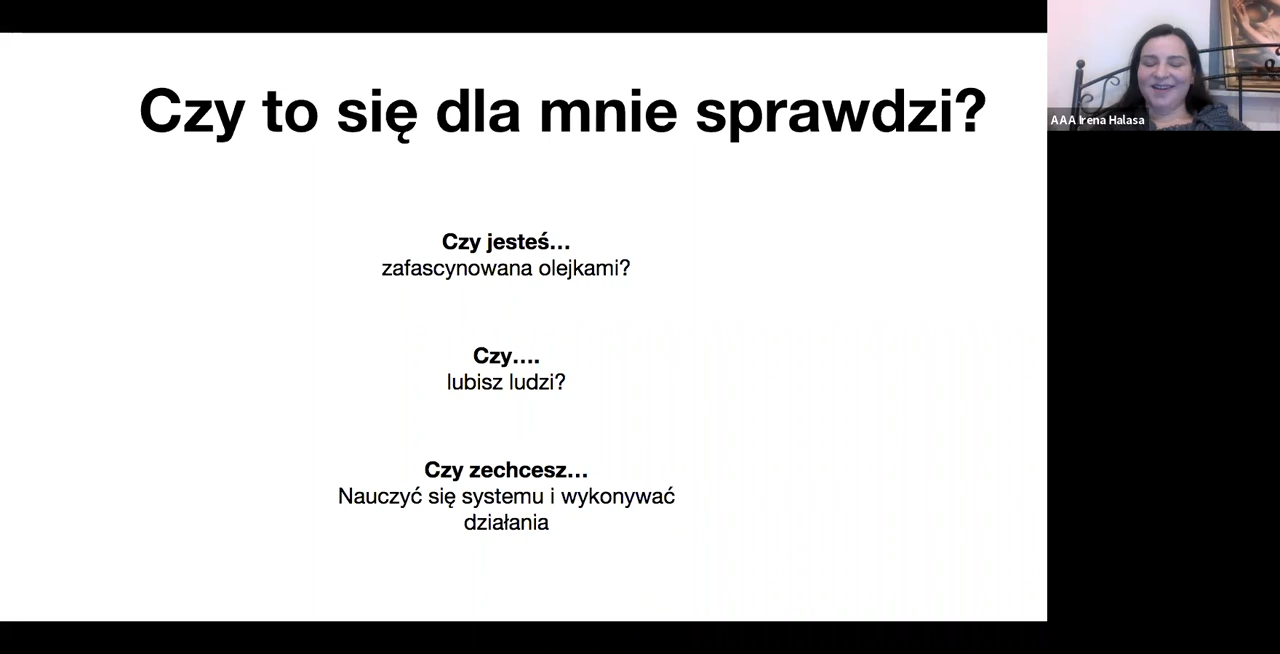 Czy to się dla mnie sprawdzi?
Czy jesteś...
zafascynowana olejkami?
Czy....
lubisz ludzi?
Czy zechcesz...
Nauczyć się systemu i wykonywać
działania
AAA Irena Halasa